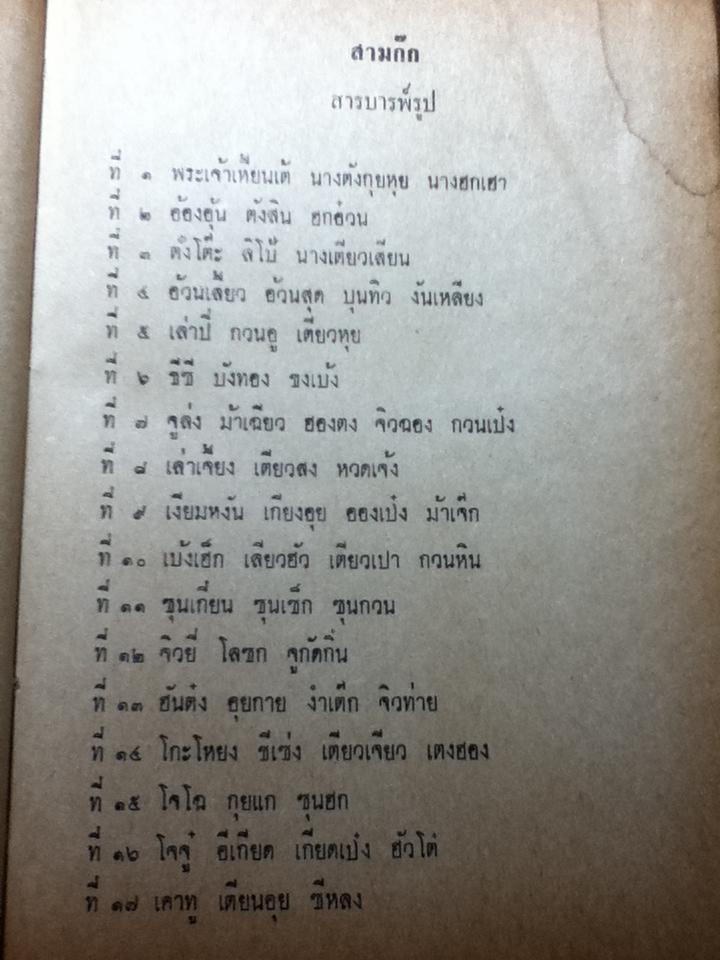 สามก๊ก
สารบารพ์รูป
ที่ ๑ พระเจ้าเหี้ยนเต้ นางตังกุยหุย นางฮกเฮา
ที่ ๒ อ้องอุ้น ตังสิน ฮกอ๋วน
ที่ ๓ ตั๋งโต๊ะ ลิโป้ นางเตียวเสียน
ที่ ๔ อ้วนเสี้ยว อ้วนสุด บุนทิว งันเหลียง
ที่ ๕ เล่าปี่ กวนอู เตียวหุย
ที่ ๖ ชีซี บังทอง ขงเบ้ง
ที่ ๗ จูล่ง ม้าเฉียว ฮองตง จิวฉอง กวนเป๋ง
ที่ ๘ เล่าเจี้ยง เตียวสง หวดเจ้ง
ที่ ๙ เงียมหงัน เกียงอุย อองเป๋ง ม้าเจ๊ก
ที่ ๑๐ เบ้งเฮ็ก เลียวฮัว เตียวเปา กวนหิน
ที่ ๑๑ ซุนเกี๋ยน ซุนเซ็ก ซุนกวน
ที่ ๑๒ จิวยี่ โลซก จูกัดกิ๋น
ที่ ๑๓ ฮันต๋ง อุยกาย งำเต๊ก จิวท่าย
ที่ ๑๔ โกะโหยง ชีเซ่ง เตียวเจียว เตงฮอง
ที่ ๑๕ โจโฉ กุยแก ซุนฮก
ที่ ๑๖ โจจู๋ อีเกียด เกียดเป๋ง ฮัวโต๋
ที่ ๑๗ เคาทู เตียนอุย ซีหลง